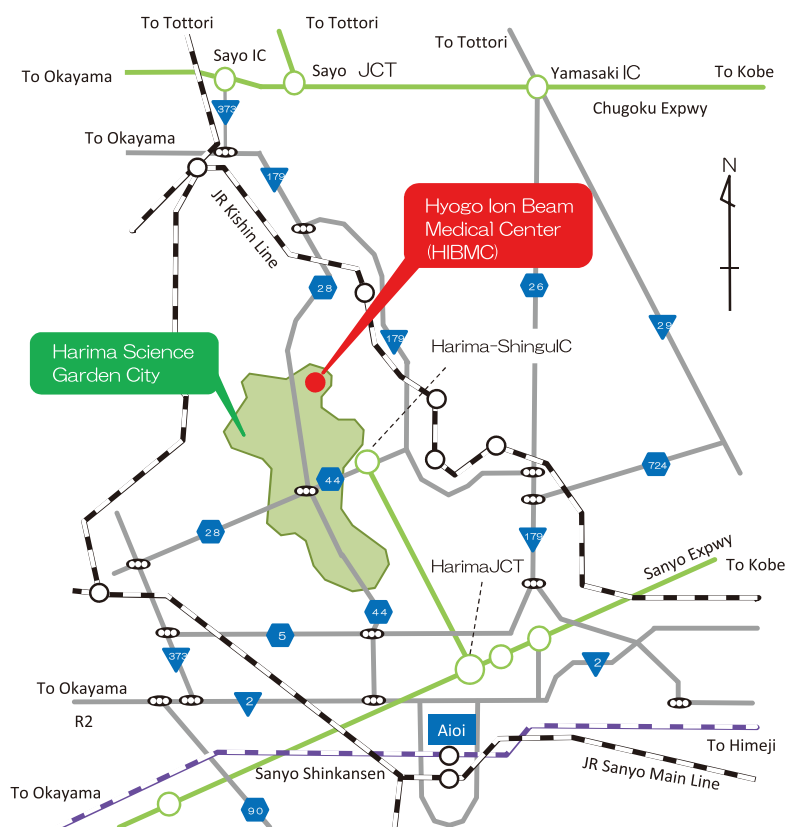 To Tottori
To Tottori
To Tottori
Sayo IC
To Okayama
Sayo JCT
Yamasaki IC
To Kobe
373
Chugoku Expwy
To Okayama
179
N
JR Kishin Line
Hyogo Ion Beam
Medical Center
(HIBMC)
28
26
29
179
Harima-ShinguIC
Harima Science
Garden City
724
44
28
179
Sanyo Expwy
HarimaJCT
To Kobe
44
5
373
2
To Okayama
2
R2
Aioi
To Himeji
Sanyo Shinkansen
JR Sanyo Main Line
To Okayama
90